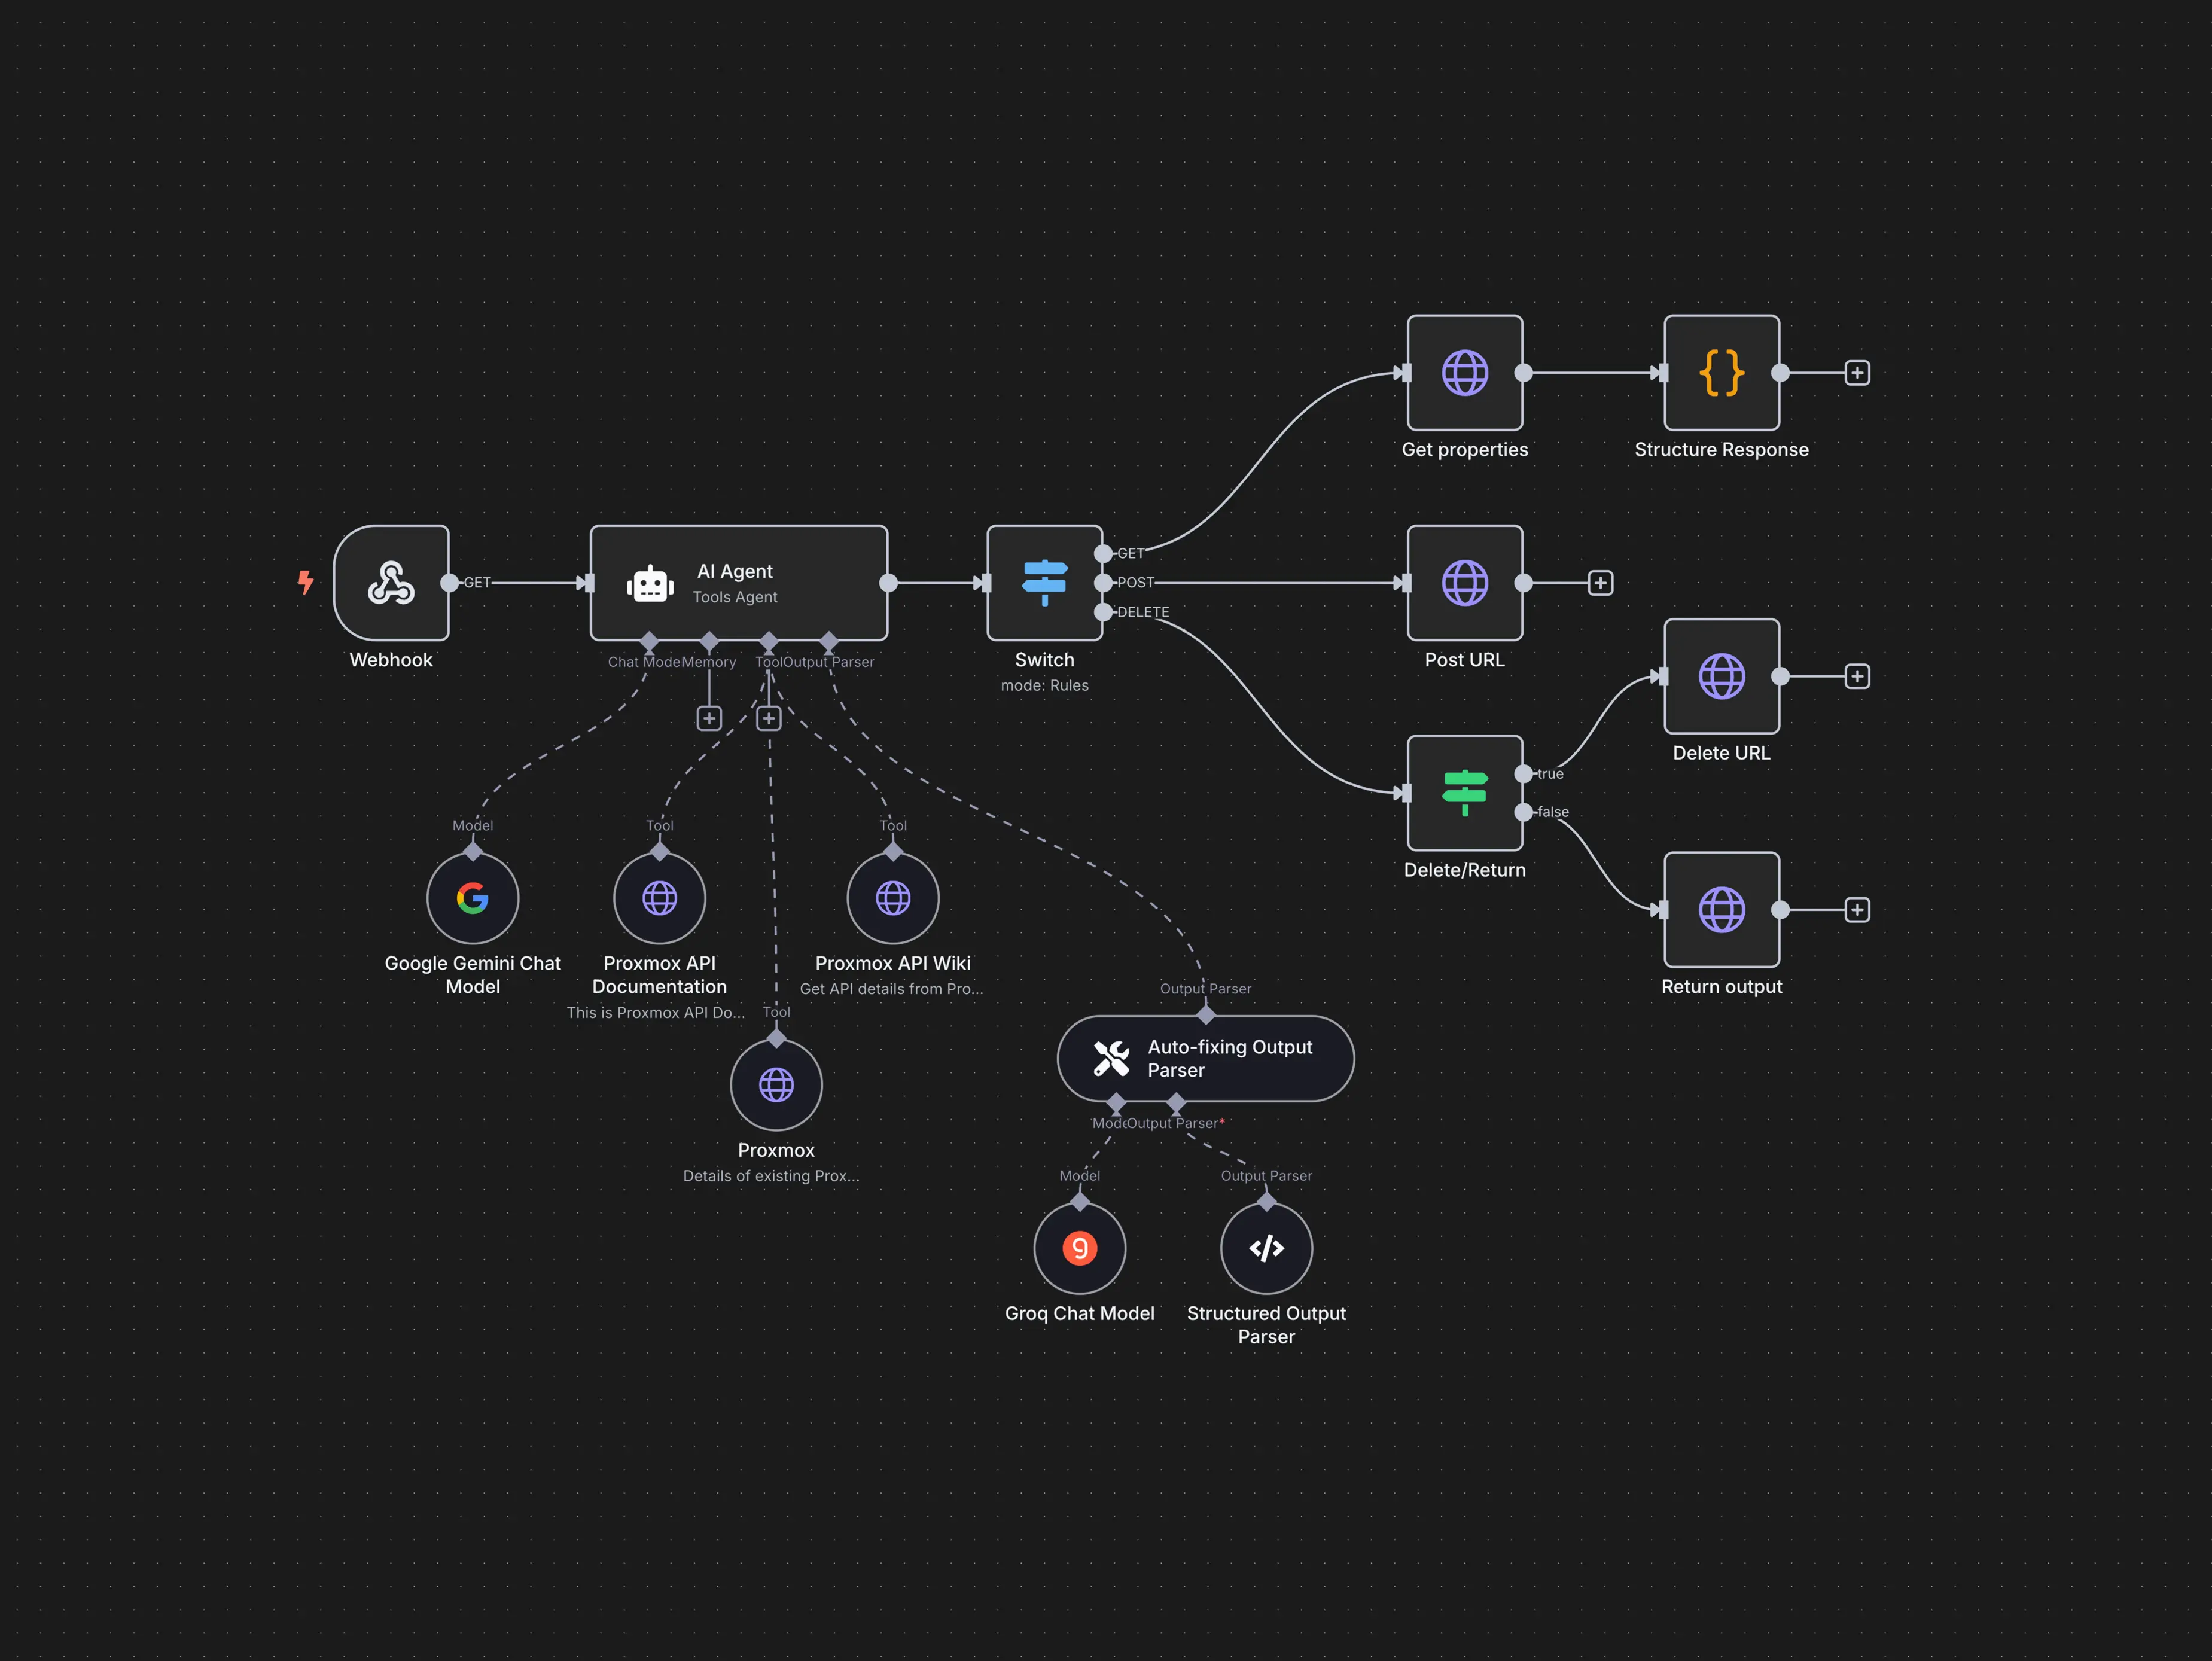 Get properties
Structure Response
GET
Webhook
AI Agent
Tools Agent
Chat Mode
Memory
Tool
Output Parser
GET
POST
DELETE
Switch
mode: Rules
Post URL
Delete URL
true
false
Delete/Return
Return output
Model
Google Gemini Chat
Model
Tool
Proxmox API
Documentation
This is Proxmox API Do...
Tool
Proxmox API Wiki
Get API details from Pro...
Tool
Proxmox
Details of existing Prox...
Output Parser
Auto-fixing Output
Parser
Mode
Output Parser*
Model
Groq Chat Model
Output Parser
Structured Output
Parser